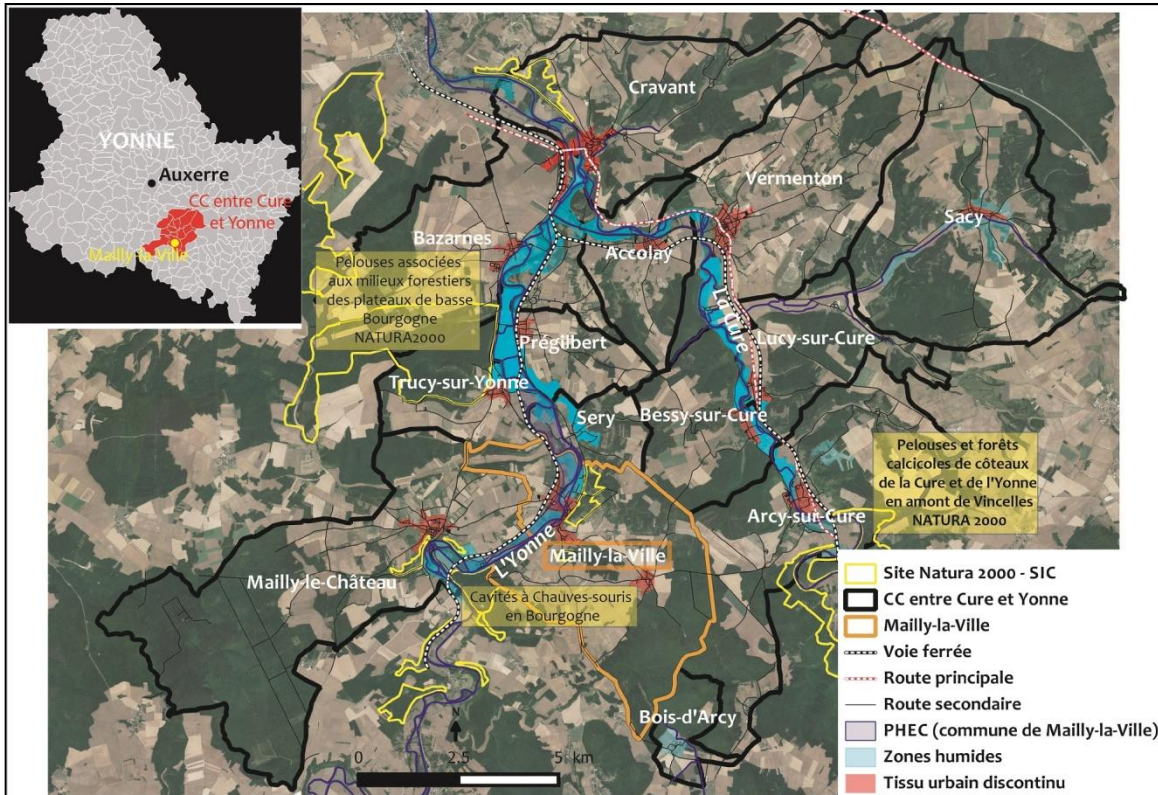 YONNE
Auxerre
CC entre Cure
et Yonne
Mailly-la-Ville
Cravant
Vermenton
Sacy
Bazarnes
Accolay
Pelouses associées
aux milieux forestiers
des plateaux de basse
Bourgogne
NATURA2000
La Cure
Prégilbert
Lucy-sur-Cure
Trucy-sur-Yonne
Sery
Bessy-sur-Cure
Pelouses et forêts
calcicoles de côteaux
de la Cure et de l'Yonne
en amont de Vincelles
NATURA 2000
Arcy-sur-Cure
L'Yonne
Mailly-la-Ville
Mailly-le-Château
Cavités à Chauves-souris
en Bourgogne
Bois-d'Arcy
0
2.5
5 km
Site Natura 2000 - SIC
CC entre Cure et Yonne
Mailly-la-Ville
Voie ferrée
Route principale
Route secondaire
PHEC (commune de Mailly-la-Ville)
Zones humides
Tissu urbain discontinu